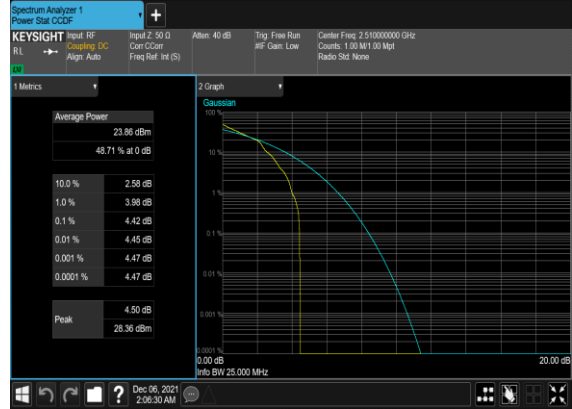 Spectrum Analyzer 1
Power Stat CCDF
+
KEYSIGHT
RL
Input: RF
Coupling: DC
Align: Auto
Input Z: 50 Ω
Corr CCorr
Freq Ref: Int (S)
Atten: 40 dB
Trig: Free Run
#IF Gain: Low
Center Freq: 2.510000000 GHz
Counts: 1.00 M/1.00 Mpt
Radio Std: None
1 Metrics
Average Power
23.86 dBm
48.71 % at 0 dB
10.0 % 2.58 dB
1.0 % 3.98 dB
0.1 % 4.42 dB
0.01 % 4.45 dB
0.001 % 4.47 dB
0.0001 % 4.47 dB
Peak
4.50 dB
28.36 dBm
2 Graph
Gaussian
100 %
10 %
1 %
0.1 %
0.01 %
0.001 %
0.0001 %
0.00 dB
20.00 dB
Info BW 25.000 MHz
?
Dec 06, 2021
2:06:30 AM